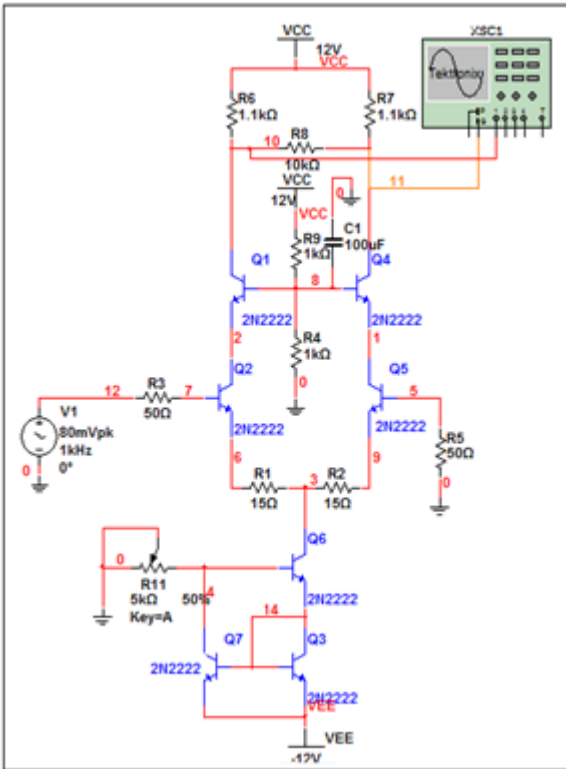 VCC
12V
VCC
XSC1
Tektronix
R6
1.1kΩ
R7
1.1kΩ
10
R8
10kΩ
11
VCC
12V
VCC
0
R9
1kΩ
C1
100uF
Q1
8
Q4
2N2222
2N2222
2
R4
1kΩ
1
Q2
Q5
0
12
R3
50Ω
7
5
V1
80mVpk
1kHz
0°
2N2222
2N2222
R5
50Ω
0
6
9
0
R1
15Ω
3
R2
15Ω
Q6
0
R11
5kΩ
50%
Key=A
4
2N2222
14
Q7
Q3
2N2222
2N2222
VEE
VEE
-12V